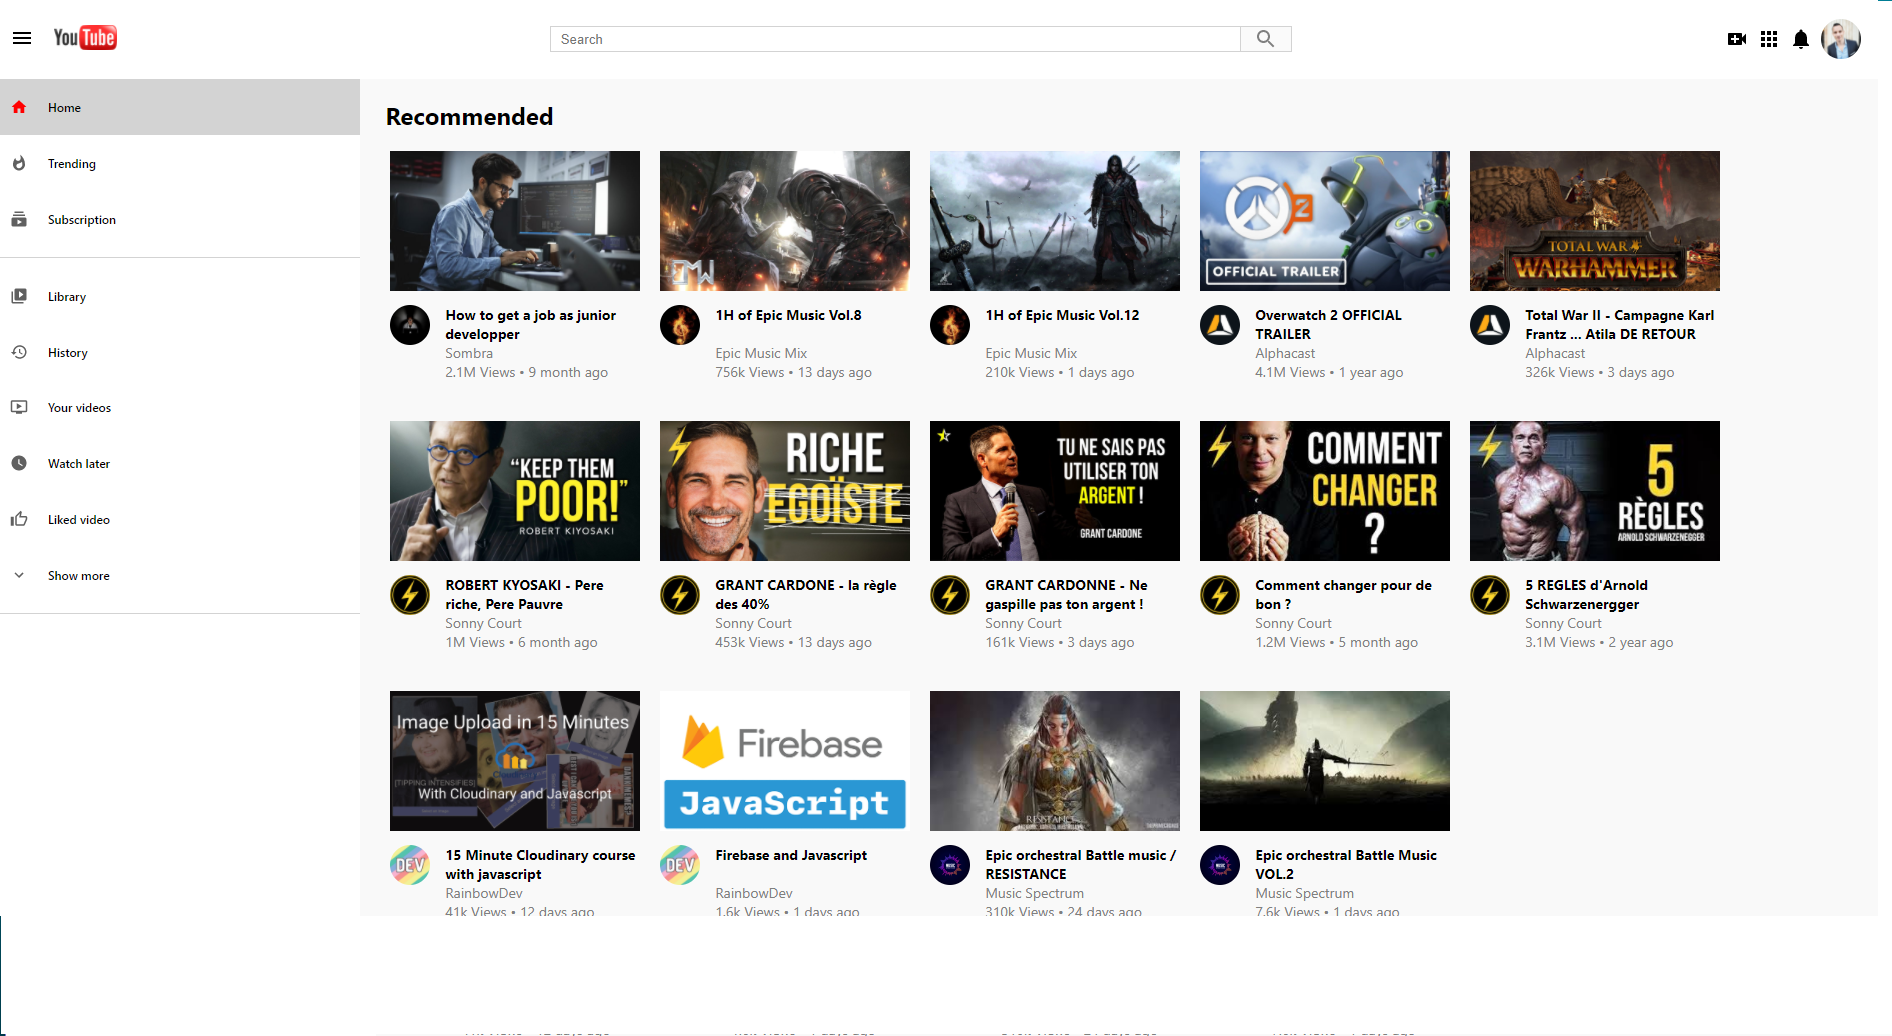 YouTube
Search
Home
Trending
Subscription
Library
History
Your videos
Watch later
Liked video
Show more
Recommended
EMW
OFFICIAL TRAILER
TOTAL WAR
WARHAMMER
How to get a job as junior
developper
Sombra
2.1M Views • 9 month ago
1H of Epic Music Vol.8
Epic Music Mix
756k Views • 13 days ago
1H of Epic Music Vol.12
Epic Music Mix
210k Views • 1 days ago
Overwatch 2 OFFICIAL
TRAILER
Alphacast
4.1M Views • 1 year ago
Total War II - Campagne Karl
Frantz ... Atila DE RETOUR
Alphacast
326k Views • 3 days ago
“KEEP THEM
POOR!”
ROBERT KIYOSAKI
RICHE
EGOÏSTE
TU NE SAIS PAS
UTILISER TON
ARGENT !
GRANT CARDONE
COMMENT
CHANGER
?
5
RÈGLES
ARNOLD SCHWARZENEGGER
ROBERT KYOSAKI - Pere
riche, Pere Pauvre
Sonny Court
1M Views • 6 month ago
GRANT CARDONE - la règle
des 40%
Sonny Court
453k Views • 13 days ago
GRANT CARDONNE - Ne
gaspille pas ton argent !
Sonny Court
161k Views • 3 days ago
Comment changer pour de
bon ?
Sonny Court
1.2M Views • 5 month ago
5 REGLES d'Arnold
Schwarzenergger
Sonny Court
3.1M Views • 2 year ago
Image Upload in 15 Minutes
[TIPPING INTENSIFIES]
With Cloudinary and Javascript
Firebase
JavaScript
RESISTANCE
DEV
15 Minute Cloudinary course
with javascript
RainbowDev
41k Views • 12 days ago
DEV
Firebase and Javascript
RainbowDev
1.6k Views • 1 days ago
MUSIC
Epic orchestral Battle music /
RESISTANCE
Music Spectrum
310k Views • 24 days ago
MUSIC
Epic orchestral Battle Music
VOL.2
Music Spectrum
7.6k Views • 1 days ago